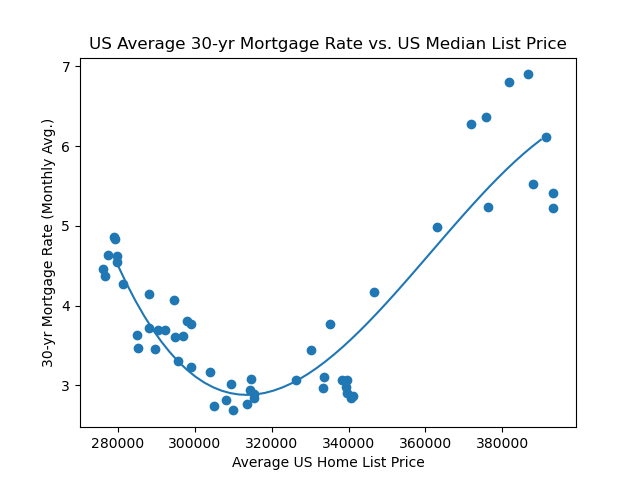 US Average 30-yr Mortgage Rate vs. US Median List Price
7
6
5
4
3
30-yr Mortgage Rate (Monthly Avg.)
280000 300000 320000 340000 360000 380000
Average US Home List Price